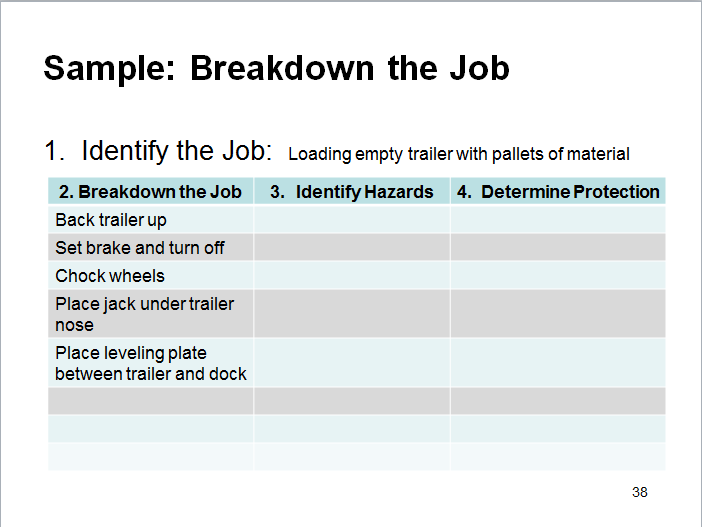 Sample: Breakdown the Job
1. Identify the Job: Loading empty trailer with pallets of material
2. Breakdown the Job 3. Identify Hazards 4. Determine Protection
Back trailer up
Set brake and turn off
Chock wheels
Place jack under trailer
nose
Place leveling plate
between trailer and dock
38